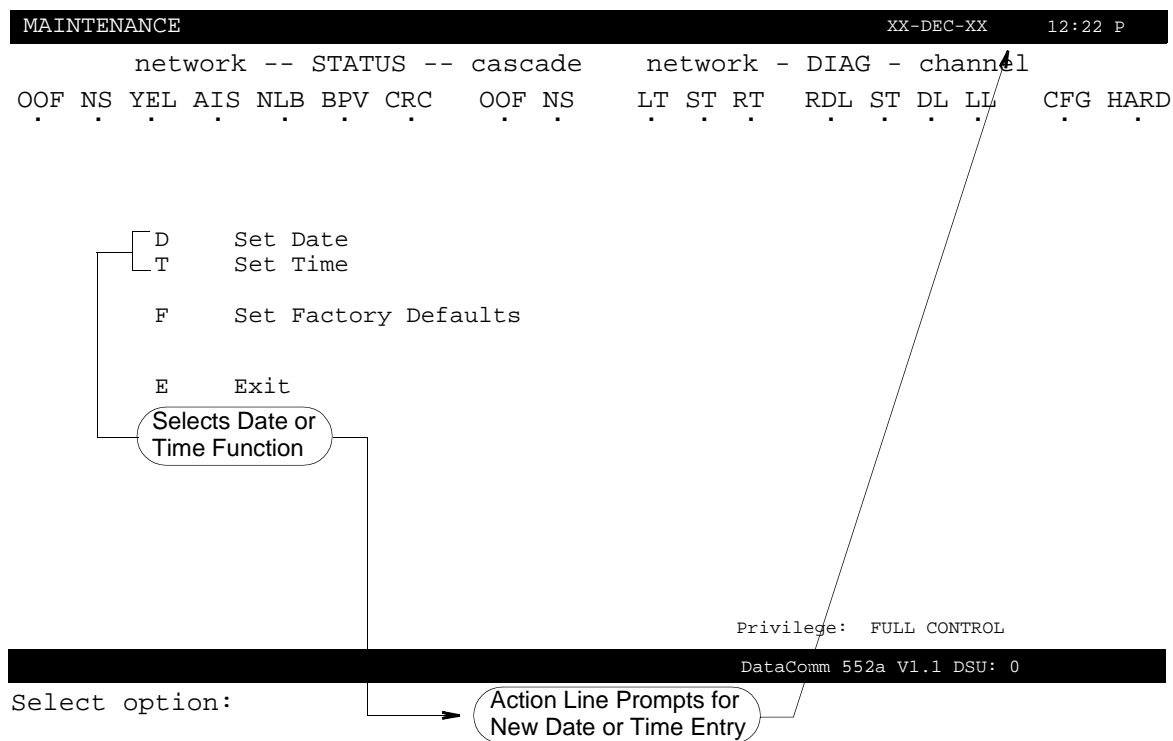 MAINTENANCE XX-DEC-XX 12:22 P
network -- STATUS -- cascade network - DIAG - channel
OOF NS YEL AIS NLB BPV CRC OOF NS LT ST RT RDL ST DL LL CFG HARD
. . . . . . . . . . . . . . . . . .
D Set Date
T Set Time
F Set Factory Defaults
E Exit
Selects Date or
Time Function
Privilege: FULL CONTROL
DataComm 552a V1.1 DSU: 0
Select option:
Action Line Prompts for
New Date or Time Entry